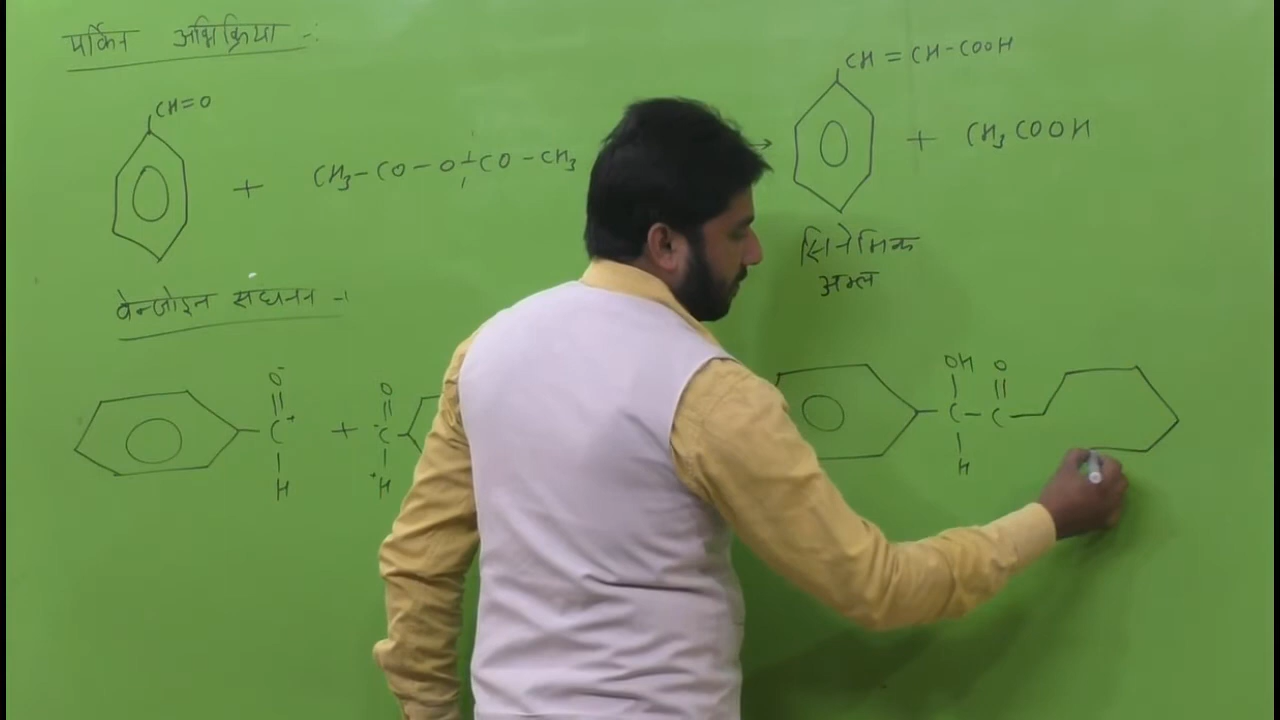 पर्किन अभिक्रिया -:
CH=O
+ CH₃-CO-O-CO-CH₃ →
CH=CH-COOH
+ CH₃COOH
सिनेमिक
अम्ल
वेन्जोइन संघनन -:
O⁻
C⁺
H
+
O
C⁻
⁺H
OH O
C-C
H